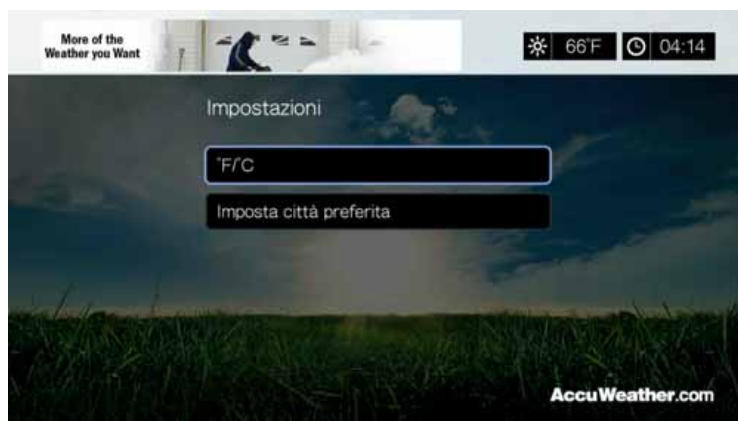 More of the
Weather you Want
66°F 04:14
Impostazioni
°F/°C
Imposta città preferita
AccuWeather.com